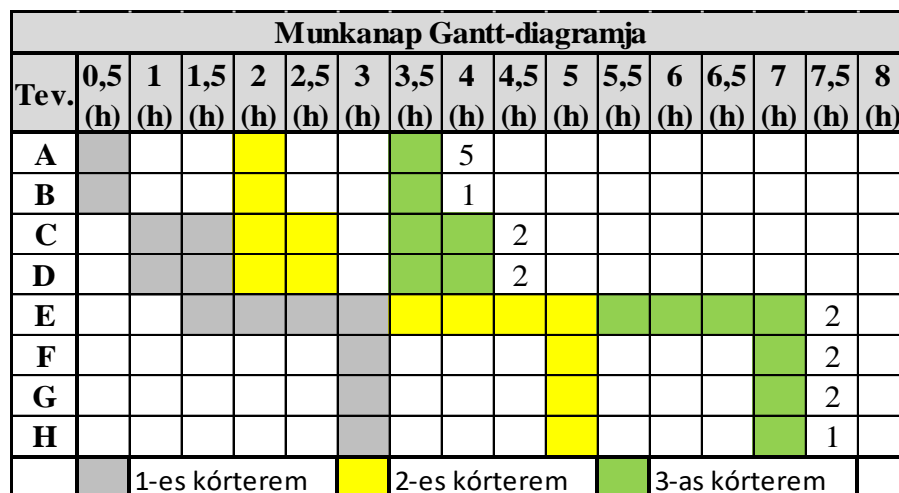 Munkanap Gantt-diagramja
Tev. 0,5 (h) 1 (h) 1,5 (h) 2 (h) 2,5 (h) 3 (h) 3,5 (h) 4 (h) 4,5 (h) 5 (h) 5,5 (h) 6 (h) 6,5 (h) 7 (h) 7,5 (h) 8 (h)
A 5
B 1
C 2
D 2
E 2
F 2
G 2
H 1
1-es kórterem 2-es kórterem 3-as kórterem